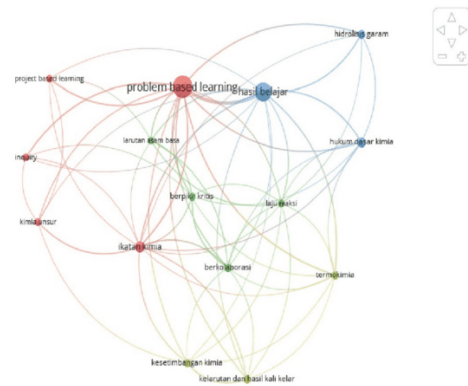 hidrolisis garam
project based learning
problem based learning
hasil belajar
larutan asam basa
hukum dasar kimia
inquiry
berpikir kritis
laju reaksi
kimia unsur
ikatan kimia
berkolaborasi
termokimia
kesetimbangan kimia
kelarutan dan hasil kali kelar